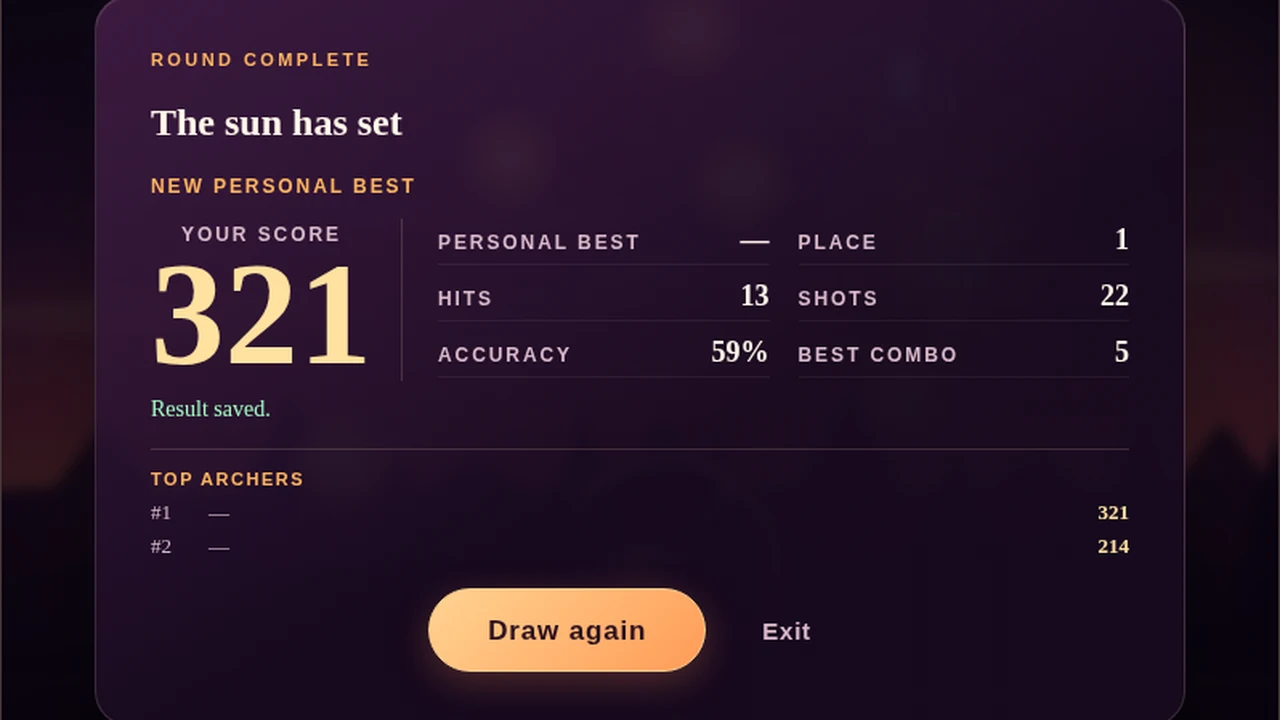 ROUND COMPLETE
The sun has set
NEW PERSONAL BEST
YOUR SCORE
321
PERSONAL BEST —
PLACE 1
HITS 13
SHOTS 22
ACCURACY 59%
BEST COMBO 5
Result saved.
TOP ARCHERS
#1 — 321
#2 — 214
Draw again
Exit